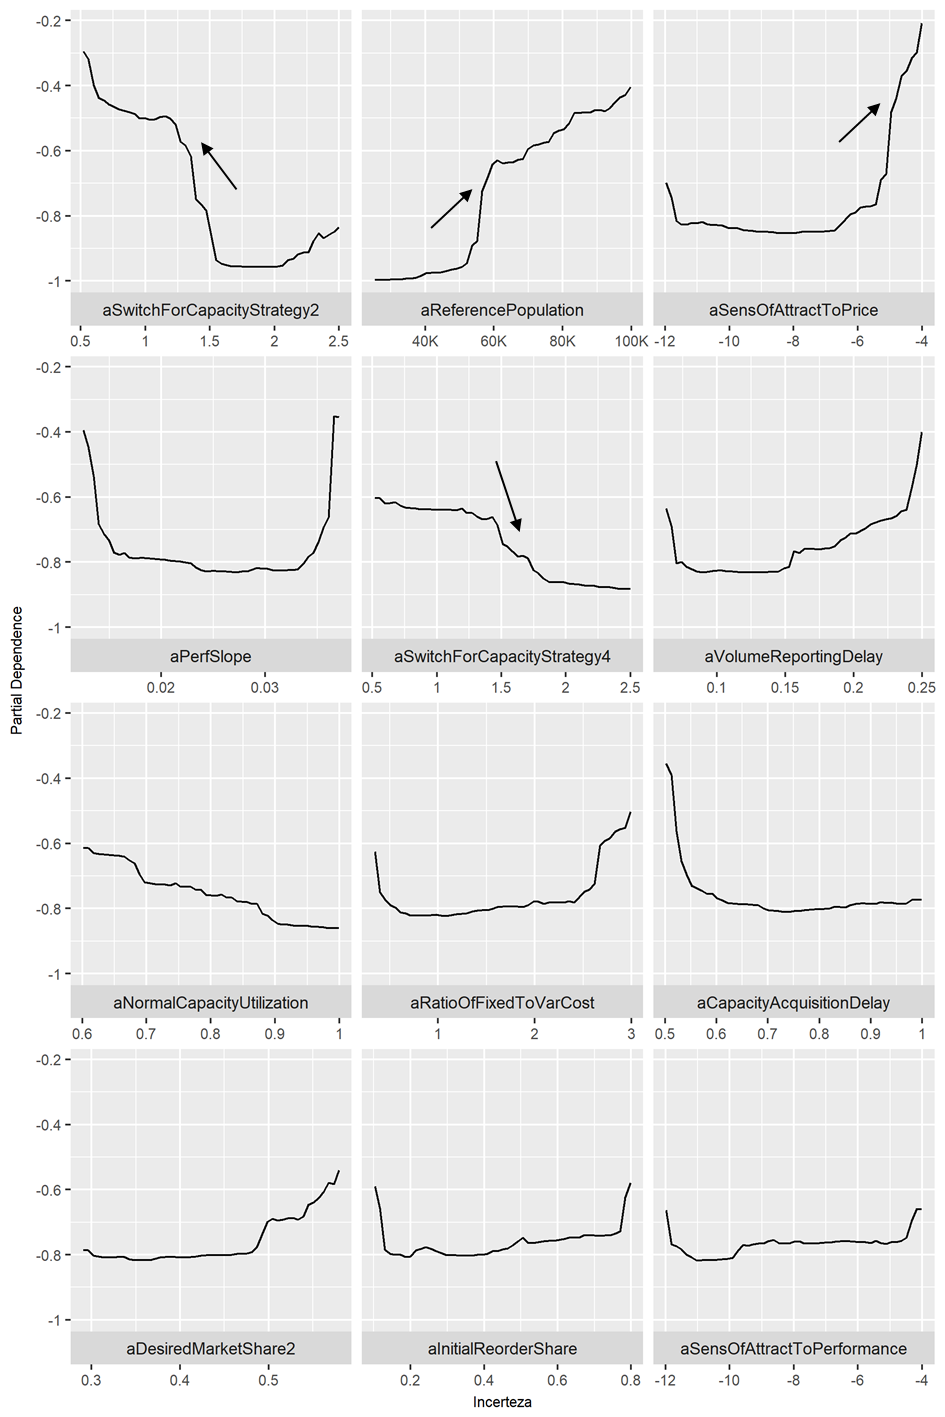 -0.2
-0.4
-0.6
-0.8
-1
aSwitchForCapacityStrategy2 aReferencePopulation aSensOfAttractToPrice
0.5 1 1.5 2 2.5 40K 60K 80K 100K -12 -10 -8 -6 -4
-0.2
-0.4
-0.6
-0.8
-1
aPerfSlope aSwitchForCapacityStrategy4 aVolumeReportingDelay
0.02 0.03 0.5 1 1.5 2 2.5 0.1 0.15 0.2 0.25
Partial Dependence
-0.2
-0.4
-0.6
-0.8
-1
aNormalCapacityUtilization aRatioOfFixedToVarCost aCapacityAcquisitionDelay
0.6 0.7 0.8 0.9 1 1 2 3 0.5 0.6 0.7 0.8 0.9 1
-0.2
-0.4
-0.6
-0.8
-1
aDesiredMarketShare2 aInitialReorderShare aSensOfAttractToPerformance
0.3 0.4 0.5 0.2 0.4 0.6 0.8 -12 -10 -8 -6 -4
Incerteza